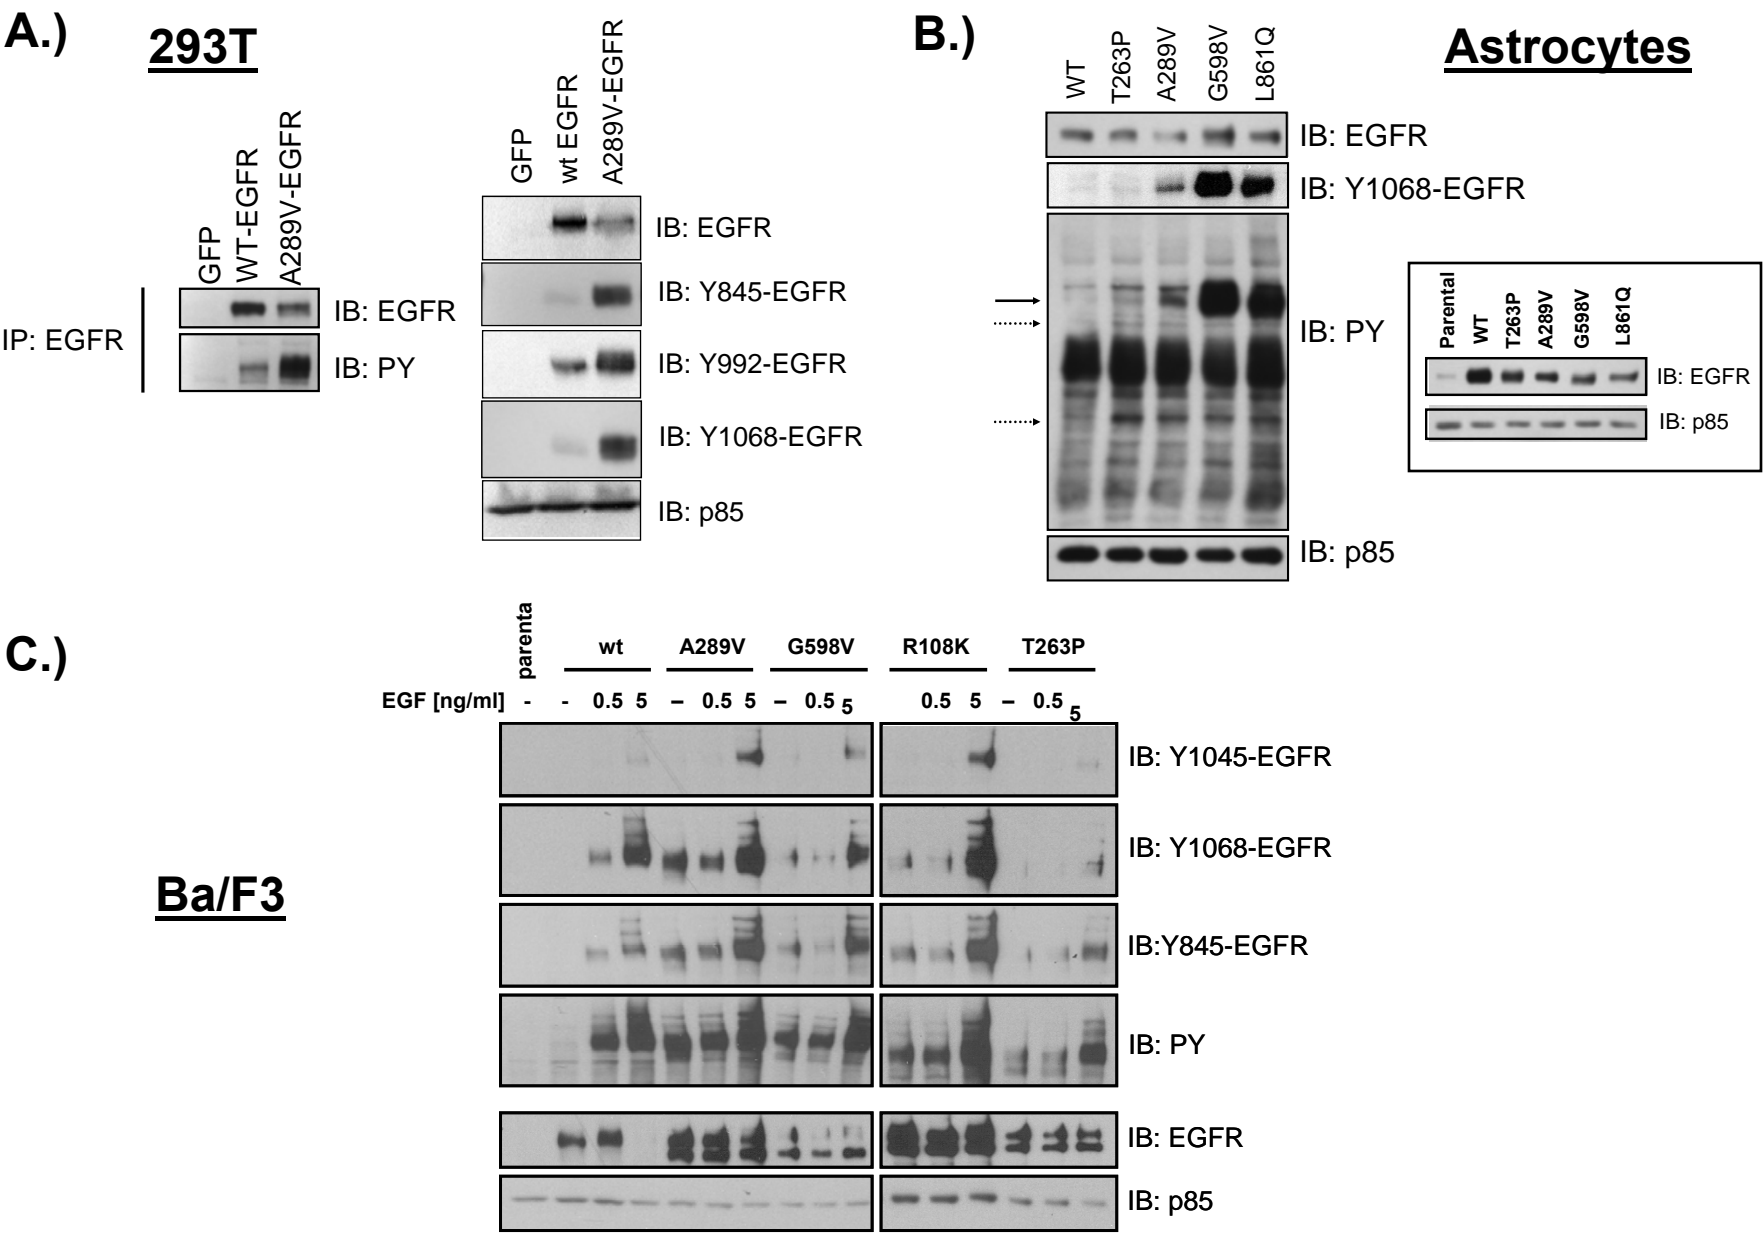 A.)
293T
GFP
WT-EGFR
A289V-EGFR
IP: EGFR
IB: EGFR
IB: PY
GFP
wt EGFR
A289V-EGFR
IB: EGFR
IB: Y845-EGFR
IB: Y992-EGFR
IB: Y1068-EGFR
IB: p85
B.)
Astrocytes
WT
T263P
A289V
G598V
L861Q
IB: EGFR
IB: Y1068-EGFR
IB: PY
IB: p85
Parental
WT
T263P
A289V
G598V
L861Q
IB: EGFR
IB: p85
C.)
Ba/F3
parenta
wt A289V G598V R108K T263P
EGF [ng/ml] - - 0.5 5 – 0.5 5 – 0.5 5 0.5 5 – 0.5 5
IB: Y1045-EGFR
IB: Y1068-EGFR
IB:Y845-EGFR
IB: PY
IB: EGFR
IB: p85